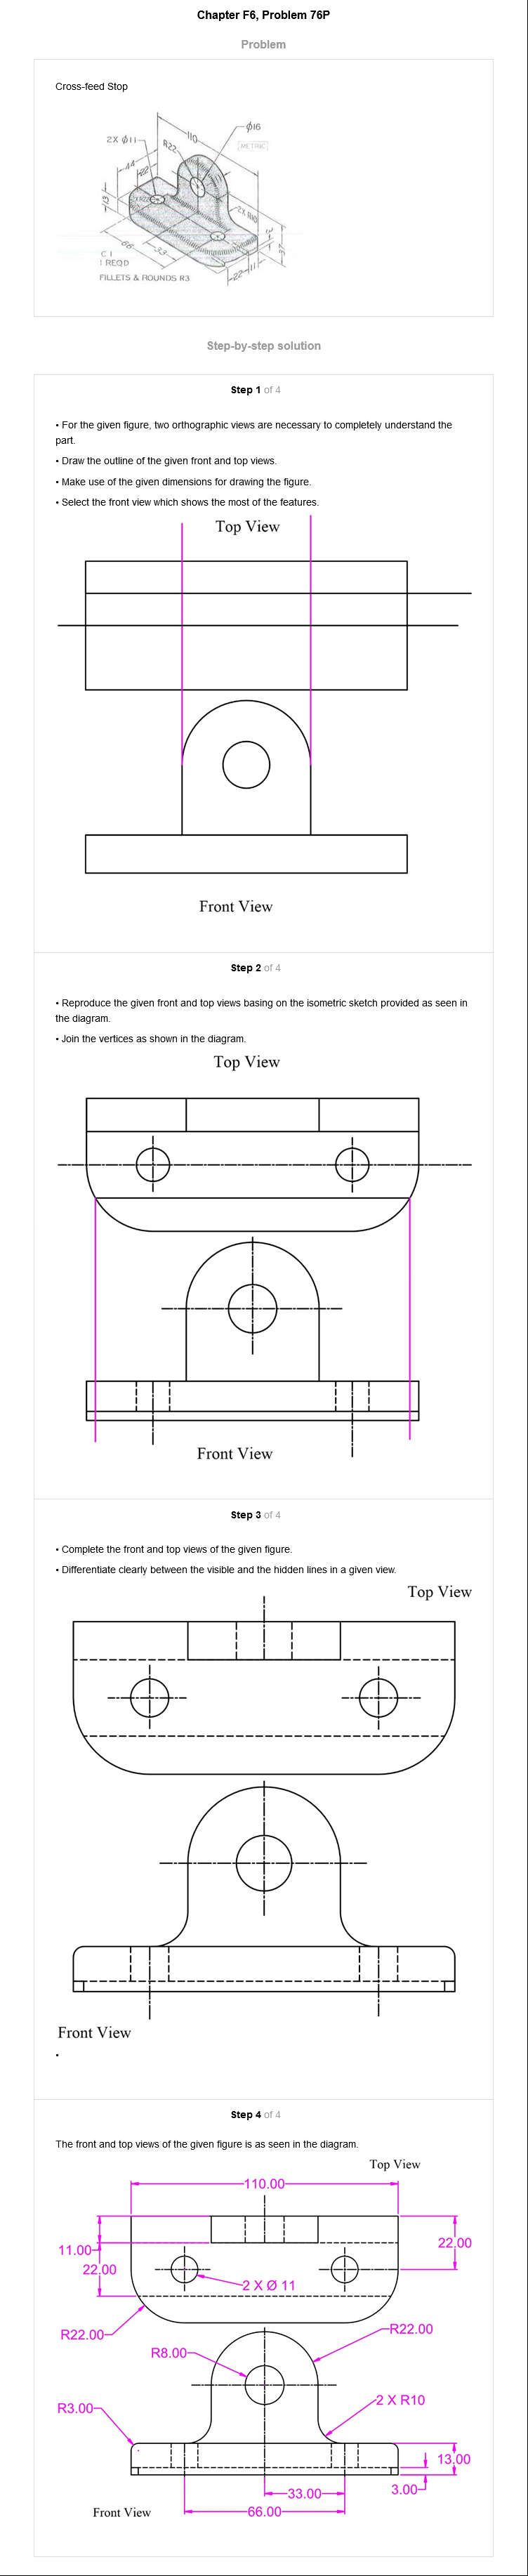 Chapter F6, Problem 76P
Problem
Cross-feed Stop
110
ϕ16
2X ϕ11
R22
METRIC
44
R22
13
2X R10
3
66
33
C I
1 REQD
22
11
FILLETS & ROUNDS R3
Step-by-step solution
Step 1 of 4
• For the given figure, two orthographic views are necessary to completely understand the
part.
• Draw the outline of the given front and top views.
• Make use of the given dimensions for drawing the figure.
• Select the front view which shows the most of the features.
Top View
Front View
Step 2 of 4
• Reproduce the given front and top views basing on the isometric sketch provided as seen in
the diagram.
• Join the vertices as shown in the diagram.
Top View
Front View
Step 3 of 4
• Complete the front and top views of the given figure.
• Differentiate clearly between the visible and the hidden lines in a given view.
Top View
Front View
•
Step 4 of 4
The front and top views of the given figure is as seen in the diagram.
Top View
110.00
11.00
22.00
22.00
2 X Ø 11
R22.00
R22.00
R8.00
R3.00
2 X R10
13.00
3.00
33.00
66.00
Front View